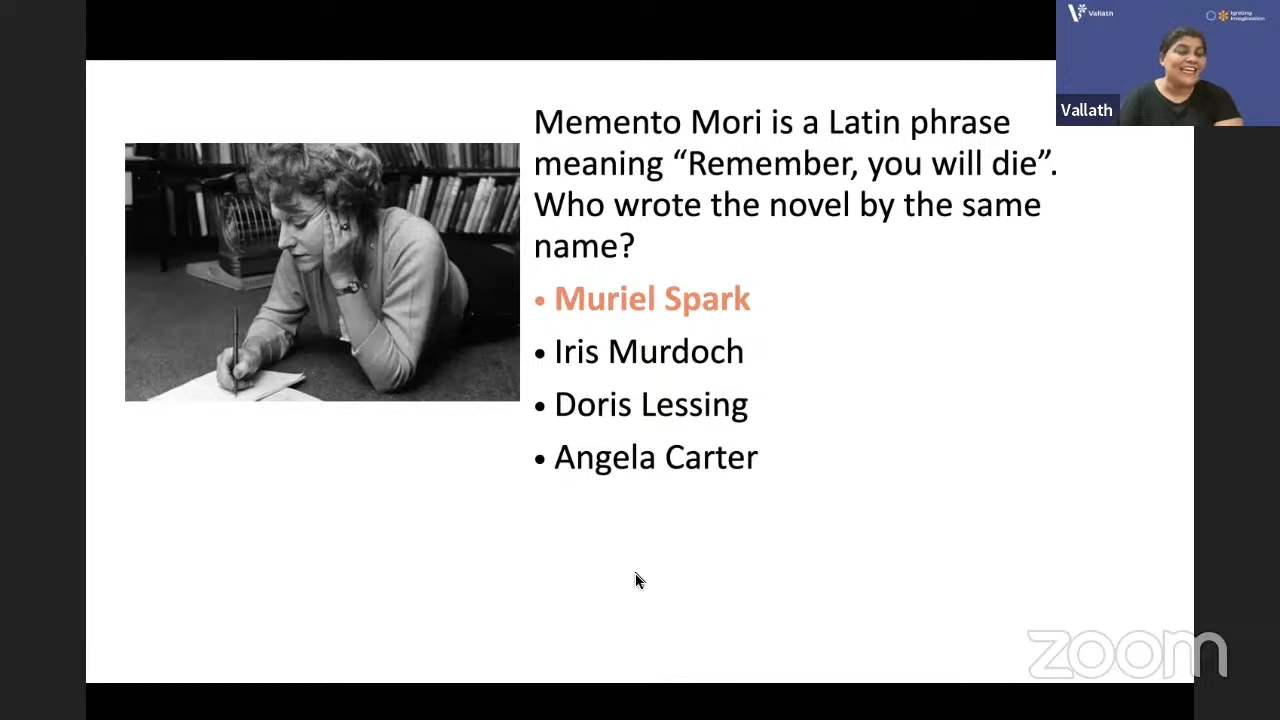 Vallath
Igniting
Imagination
Vallath
Memento Mori is a Latin phrase
meaning “Remember, you will die”.
Who wrote the novel by the same
name?
• Muriel Spark
• Iris Murdoch
• Doris Lessing
• Angela Carter
zoom